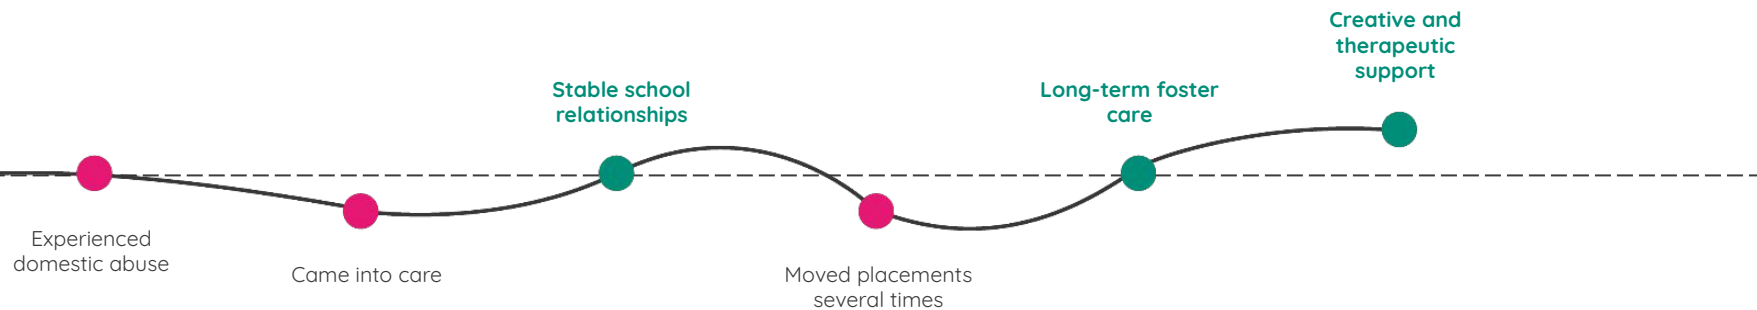 Experienced
domestic abuse
Came into care
Stable school
relationships
Moved placements
several times
Long-term foster
care
Creative and
therapeutic
support